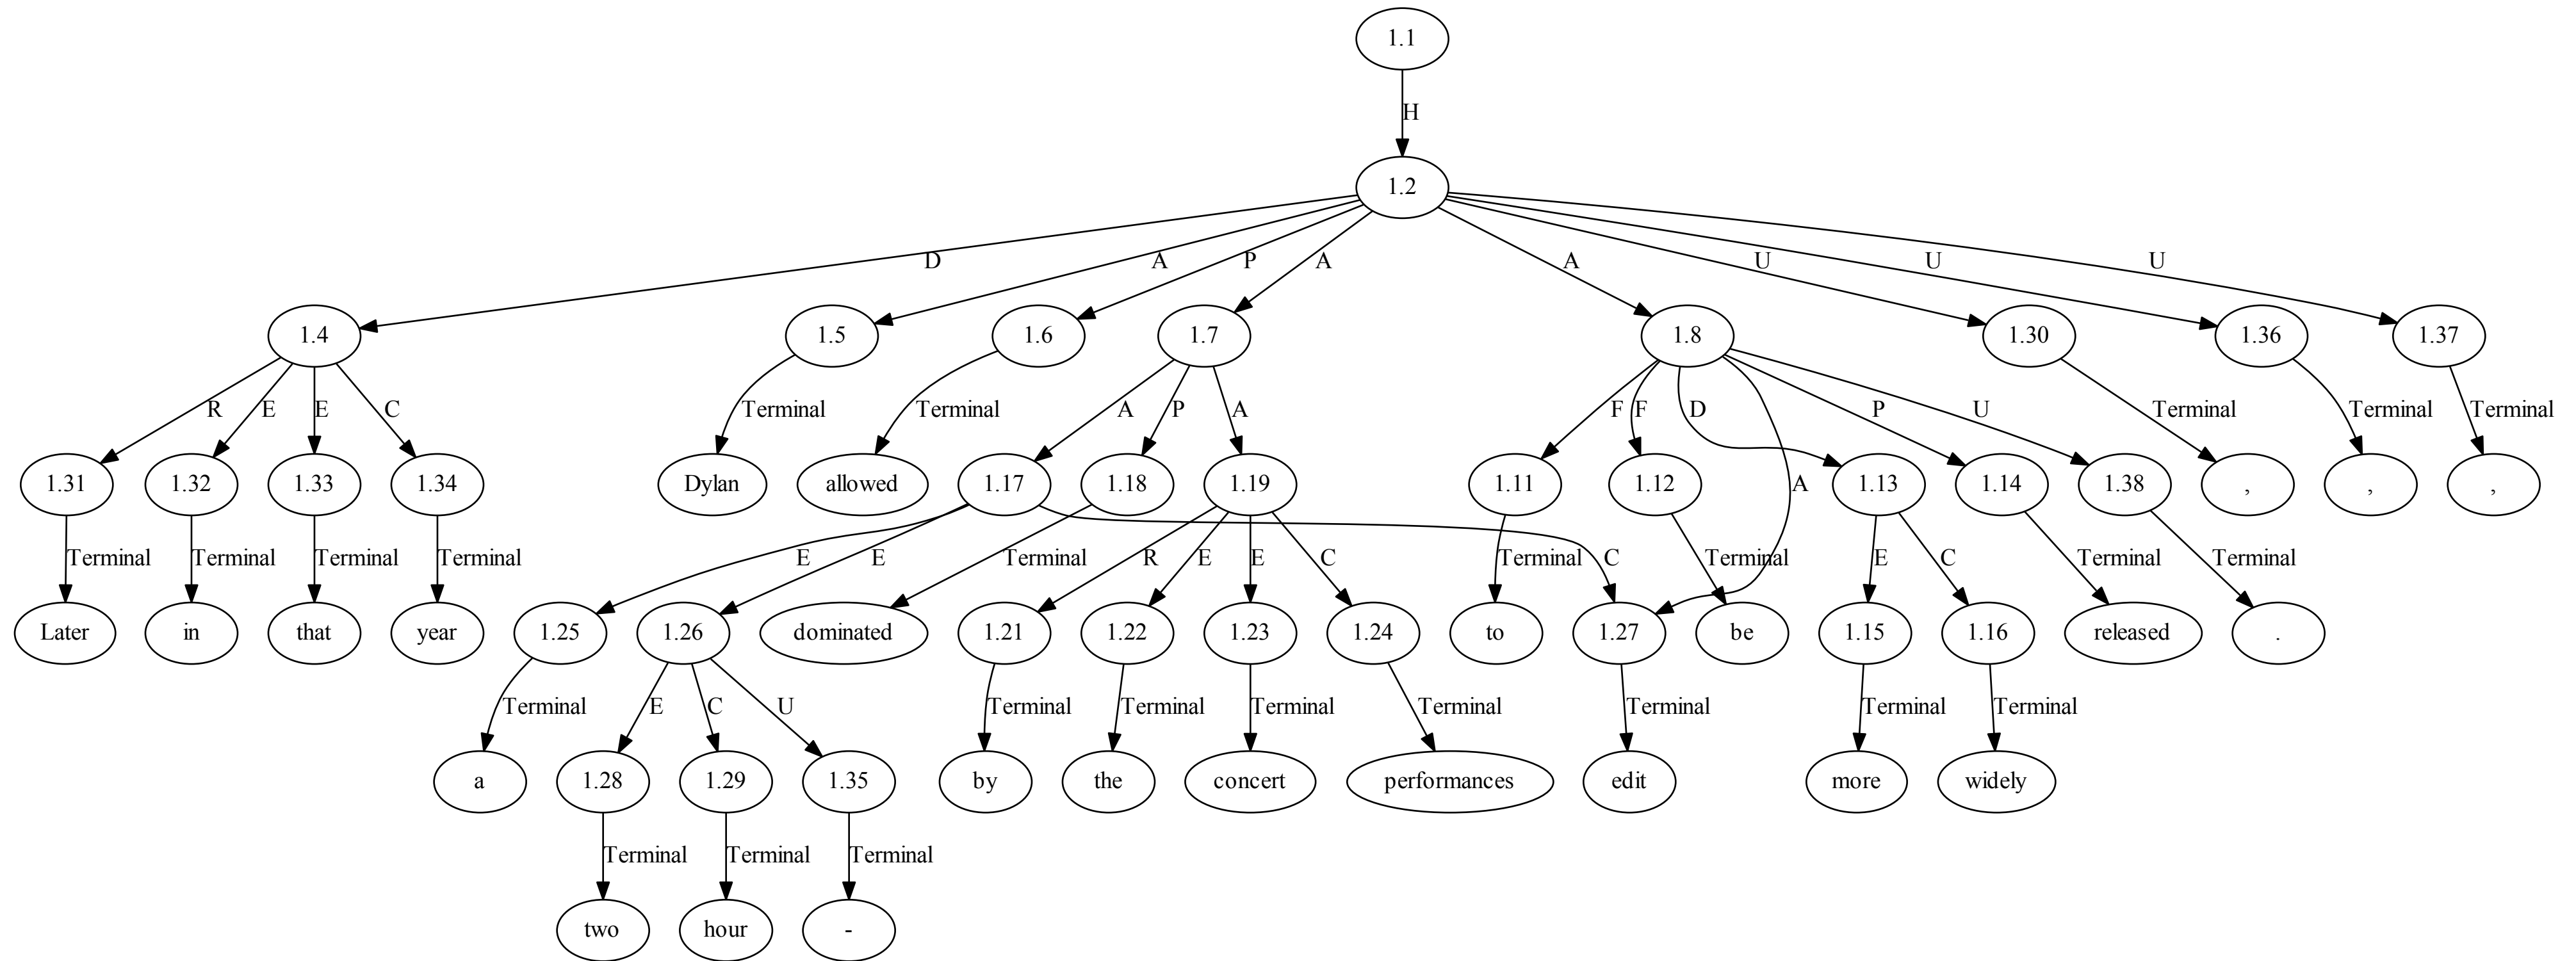 1.1
H
1.2
D A P A A U U U
1.4 1.5 1.6 1.7 1.8 1.30 1.36 1.37
R E E C Terminal Terminal A P A F F D A P U Terminal Terminal Terminal
1.31 1.32 1.33 1.34 Dylan allowed 1.17 1.18 1.19 1.11 1.12 1.13 1.14 1.38 , , ,
Terminal Terminal Terminal Terminal E E Terminal R E E C Terminal C Terminal E C Terminal Terminal
Later in that year 1.25 1.26 dominated 1.21 1.22 1.23 1.24 to 1.27 be 1.15 1.16 released .
Terminal E C U Terminal Terminal Terminal Terminal Terminal Terminal Terminal
a 1.28 1.29 1.35 by the concert performances edit more widely
Terminal Terminal Terminal
two hour -